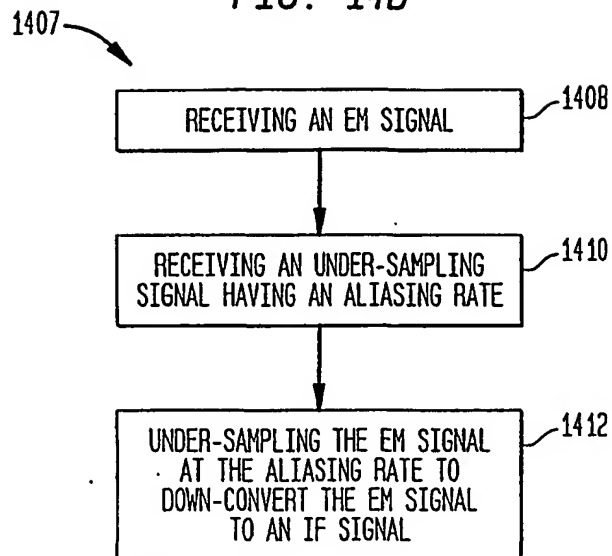 FIG. 14B
1407
RECEIVING AN EM SIGNAL
1408
RECEIVING AN UNDER-SAMPLING
SIGNAL HAVING AN ALIASING RATE
1410
UNDER-SAMPLING THE EM SIGNAL
AT THE ALIASING RATE TO
DOWN-CONVERT THE EM SIGNAL
TO AN IF SIGNAL
1412